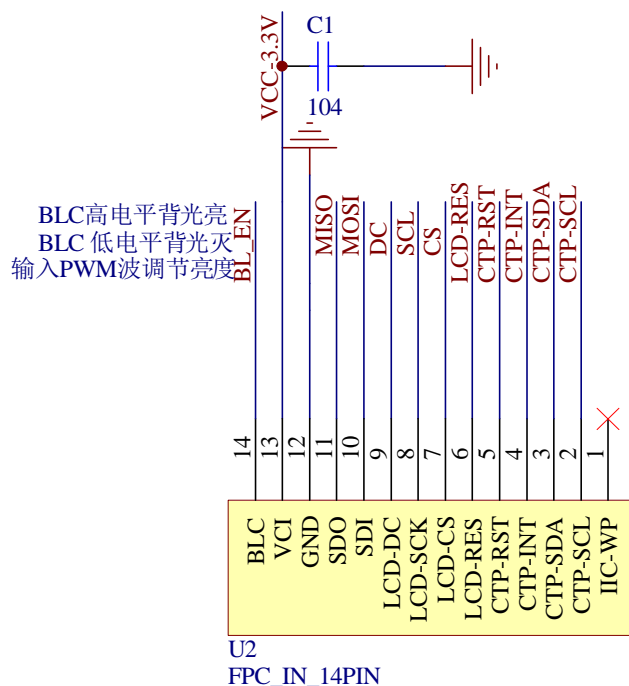 C1
VCC-3.3V
104
BLC高电平背光亮
BLC 低电平背光灭
输入PWM波调节亮度
BL_EN
MISO
MOSI
DC
SCL
CS
LCD-RES
CTP-RST
CTP-INT
CTP-SDA
CTP-SCL
14
13
12
11
10
9
8
7
6
5
4
3
2
1
BLC
VCI
GND
SDO
SDI
LCD-DC
LCD-SCK
LCD-CS
LCD-RES
CTP-RST
CTP-INT
CTP-SDA
CTP-SCL
IIC-WP
U2
FPC_IN_14PIN